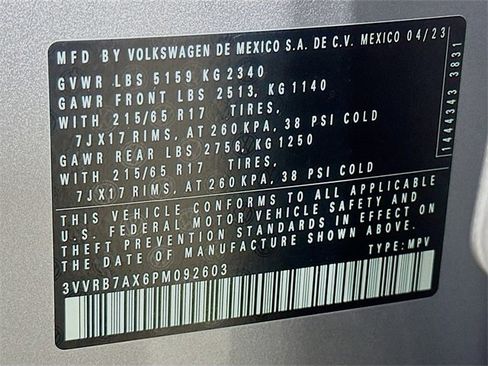 MFD BY VOLKSWAGEN DE MEXICO S.A. DE C.V. MEXICO 04/23
GVWR LBS 5159 KG 2340
GAWR FRONT LBS 2513, KG 1140
WITH 215/65 R17 TIRES,
7JX17 RIMS, AT 260 KPA, 38 PSI COLD
GAWR REAR LBS 2756, KG 1250
WITH 215/65 R17 TIRES,
7JX17 RIMS, AT 260 KPA, 38 PSI COLD
THIS VEHICLE CONFORMS TO ALL APPLICABLE
U.S. FEDERAL MOTOR VEHICLE SAFETY AND
THEFT PREVENTION STANDARDS IN EFFECT ON THE
DATE OF MANUFACTURE SHOWN ABOVE.
3VVRB7AX6PM092603 TYPE: MPV
1444343 3831